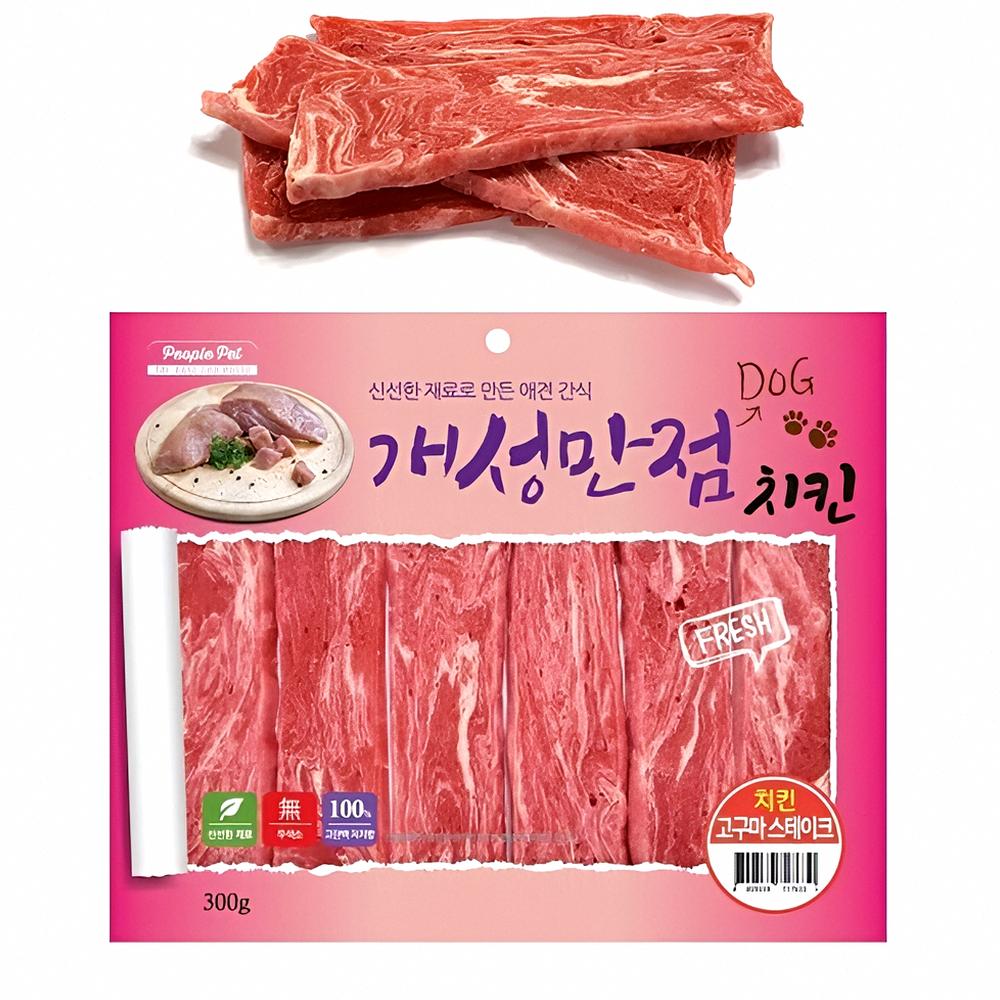 People Pet
신선한 재료로 만든 애견 간식
DOG
개성만점
치킨
FRESH
無
100%
치킨
고구마 스테이크
300g